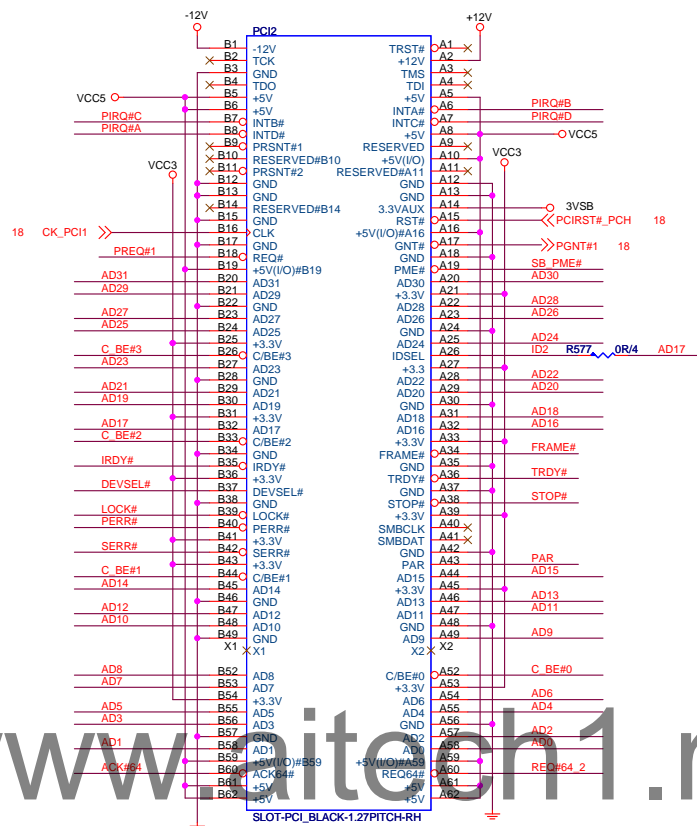 -12V
+12V
PCI2
B1 -12V TRST# A1
B2 TCK +12V A2
B3 GND TMS A3
B4 TDO TDI A4
VCC5 B5 +5V +5V A5
B6 +5V INTA# A6 PIRQ#B
PIRQ#C B7 INTB# INTC# A7 PIRQ#D
PIRQ#A B8 INTD# +5V A8 VCC5
B9 PRSNT#1 RESERVED A9
B10 RESERVED#B10 +5V(I/O) A10
VCC3 B11 PRSNT#2 RESERVED#A11 A11 VCC3
B12 GND GND A12
B13 GND GND A13
B14 RESERVED#B14 3.3VAUX A14 3VSB
B15 GND RST# A15 PCIRST#_PCH 18
18 CK_PCI1 B16 CLK +5V(I/O)#A16 A16
B17 GND GNT# A17 PGNT#1 18
PREQ#1 B18 REQ# GND A18
B19 +5V(I/O)#B19 PME# A19 SB_PME#
AD31 B20 AD31 AD30 A20 AD30
AD29 B21 AD29 +3.3V A21
B22 GND AD28 A22 AD28
AD27 B23 AD27 AD26 A23 AD26
AD25 B24 AD25 GND A24
B25 +3.3V AD24 A25 AD24
C_BE#3 B26 C/BE#3 IDSEL A26 ID2 R577 0R/4 AD17
AD23 B27 AD23 +3.3 A27
B28 GND AD22 A28 AD22
AD21 B29 AD21 AD20 A29 AD20
AD19 B30 AD19 GND A30
B31 +3.3V AD18 A31 AD18
AD17 B32 AD17 AD16 A32 AD16
C_BE#2 B33 C/BE#2 +3.3V A33
B34 GND FRAME# A34 FRAME#
IRDY# B35 IRDY# GND A35
B36 +3.3V TRDY# A36 TRDY#
DEVSEL# B37 DEVSEL# GND A37
B38 GND STOP# A38 STOP#
LOCK# B39 LOCK# +3.3V A39
PERR# B40 PERR# SMBCLK A40
B41 +3.3V SMBDAT A41
SERR# B42 SERR# GND A42
B43 +3.3V PAR A43 PAR
C_BE#1 B44 C/BE#1 AD15 A44 AD15
AD14 B45 AD14 +3.3V A45
B46 GND AD13 A46 AD13
AD12 B47 AD12 AD11 A47 AD11
AD10 B48 AD10 GND A48
B49 GND AD9 A49 AD9
X1 X1 X2 X2
AD8 B52 AD8 C/BE#0 A52 C_BE#0
AD7 B53 AD7 +3.3V A53
B54 +3.3V AD6 A54 AD6
AD5 B55 AD5 AD4 A55 AD4
AD3 B56 AD3 GND A56
B57 GND AD2 A57 AD2
AD1 B58 AD1 AD0 A58 AD0
B59 +5V(I/O)#B59 +5V(I/O)#A59 A59
ACK#64 B60 ACK64# REQ64# A60 REQ#64_2
B61 +5V +5V A61
B62 +5V +5V A62
SLOT-PCI_BLACK-1.27PITCH-RH
www.aitech1.r